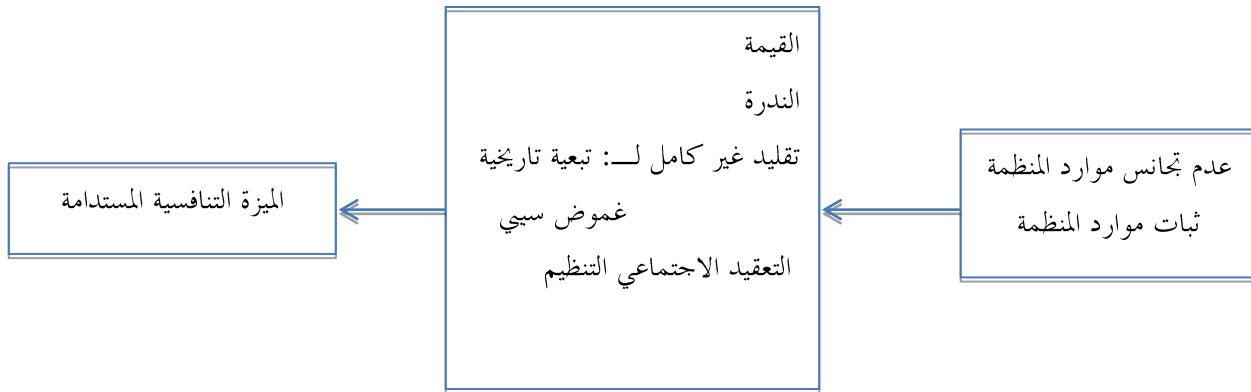 عدم تجانس موارد المنظمة
ثبات موارد المنظمة
القيمة
الندرة
تقليد غير كامل لـــ: تبعية تاريخية
غموض سببي
التعقيد الاجتماعي التنظيم
الميزة التنافسية المستدامة